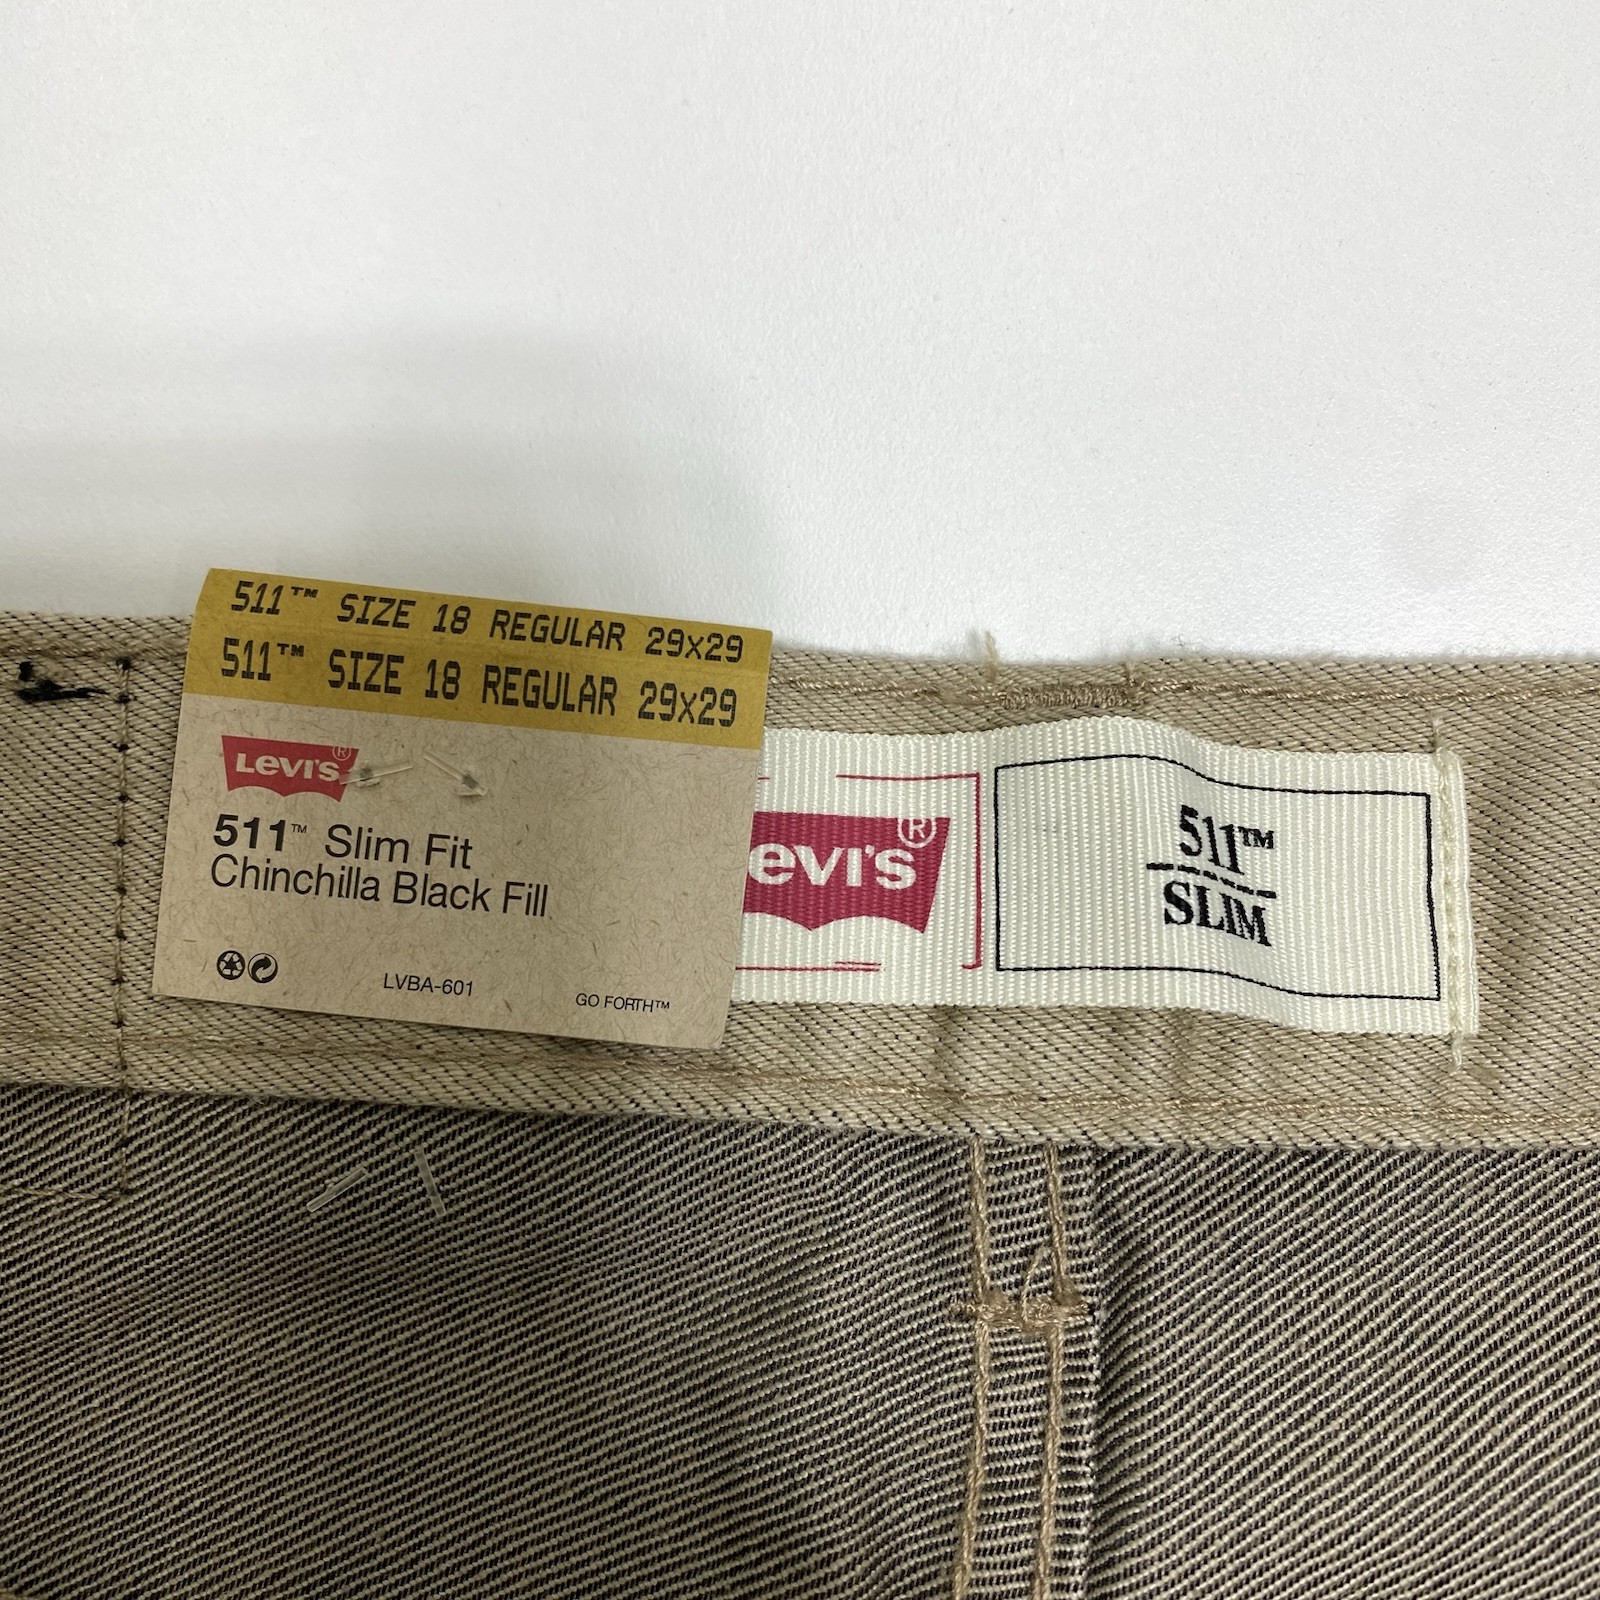 511™ SIZE 18 REGULAR 29x29
511™ SIZE 18 REGULAR 29x29
LEVI'S®
511™ Slim Fit
Chinchilla Black Fill
LVBA-601
GO FORTH™
evi's®
511™
SLIM